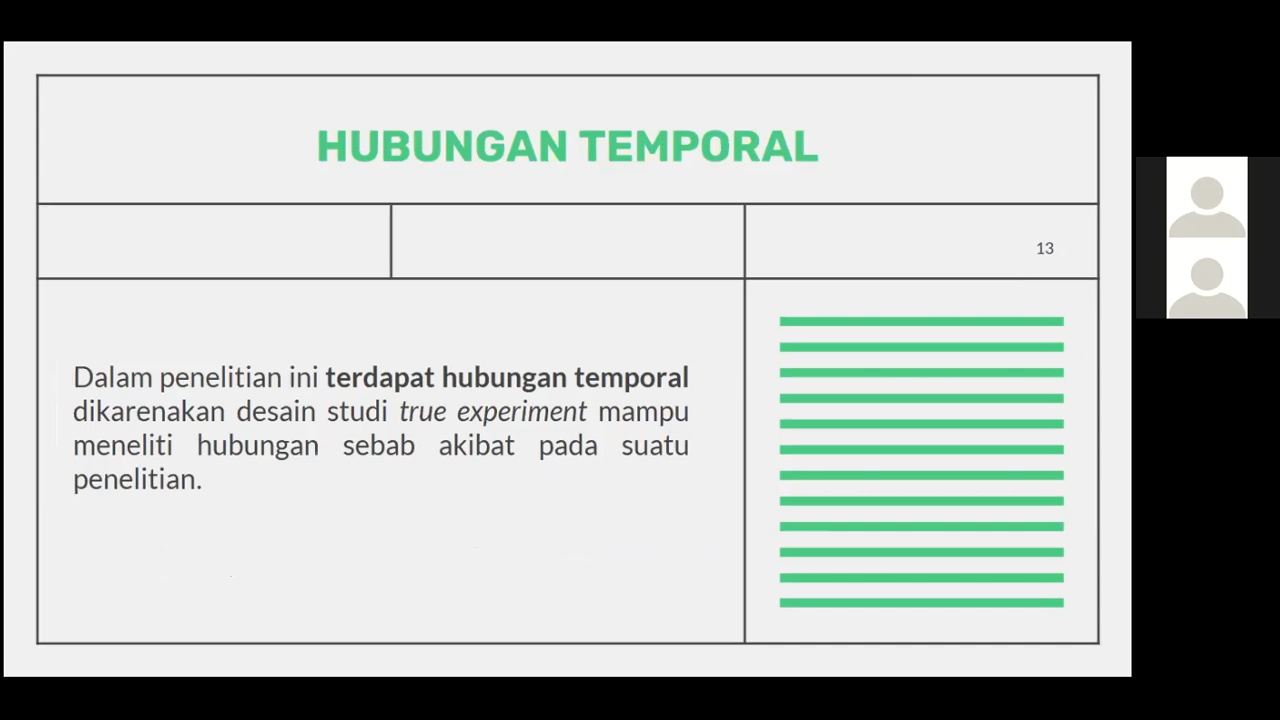 HUBUNGAN TEMPORAL
13
Dalam penelitian ini terdapat hubungan temporal
dikarenakan desain studi true experiment mampu
meneliti hubungan sebab akibat pada suatu
penelitian.